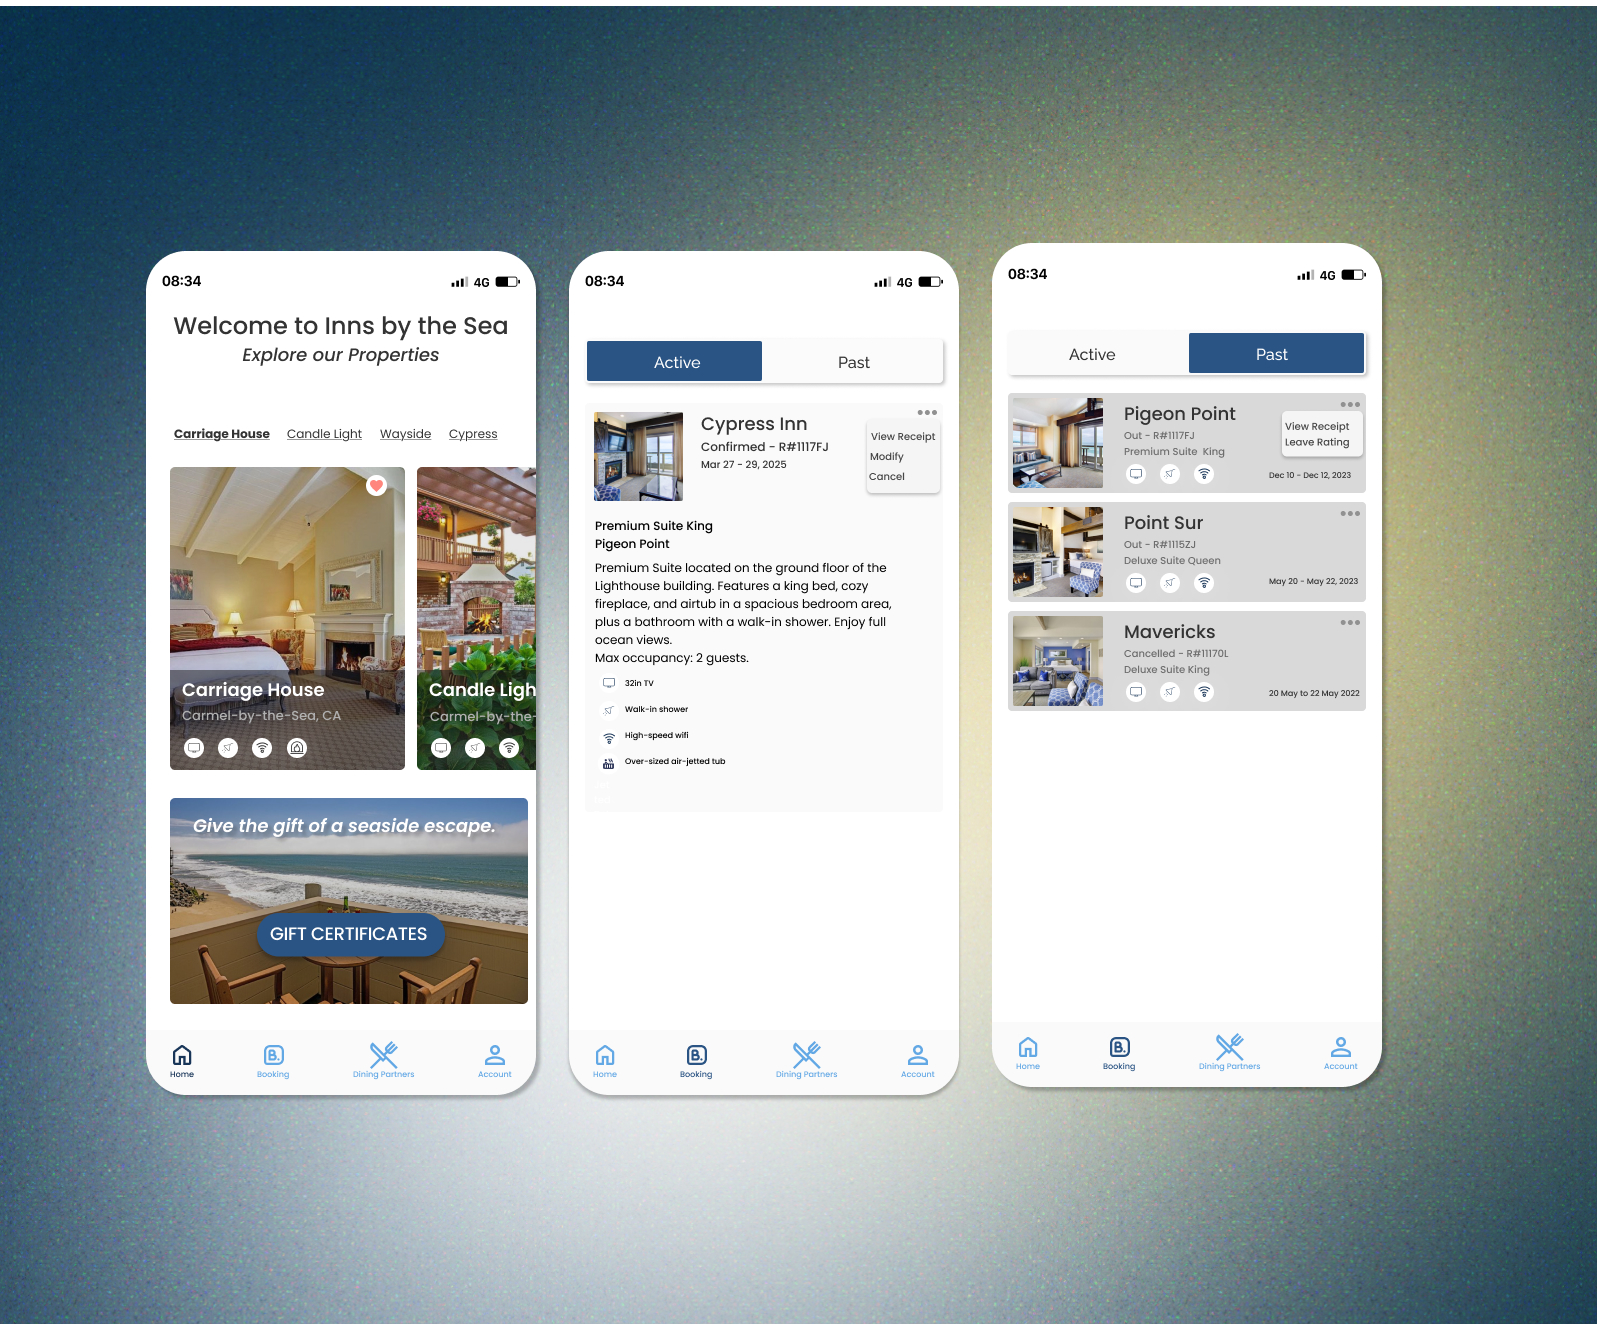 08:34
4G
Welcome to Inns by the Sea
Explore our Properties
Carriage House Candle Light Wayside Cypress
Carriage House
Carmel-by-the-Sea, CA
Candle Ligh
Carmel-by-the-
Give the gift of a seaside escape.
GIFT CERTIFICATES
Home Booking Dining Partners Account
08:34
4G
Active Past
Cypress Inn
Confirmed - R#1117FJ
Mar 27 - 29, 2025
View Receipt
Modify
Cancel
Premium Suite King
Pigeon Point
Premium Suite located on the ground floor of the
Lighthouse building. Features a king bed, cozy
fireplace, and airtub in a spacious bedroom area,
plus a bathroom with a walk-in shower. Enjoy full
ocean views.
Max occupancy: 2 guests.
32in TV
Walk-in shower
High-speed wifi
Over-sized air-jetted tub
Home Booking Dining Partners Account
08:34
4G
Active Past
Pigeon Point
Out - R#1117FJ
Premium Suite King
View Receipt
Leave Rating
Dec 10 - Dec 12, 2023
Point Sur
Out - R#1115ZJ
Deluxe Suite Queen
May 20 - May 22, 2023
Mavericks
Cancelled - R#11170L
Deluxe Suite King
20 May to 22 May 2022
Home Booking Dining Partners Account